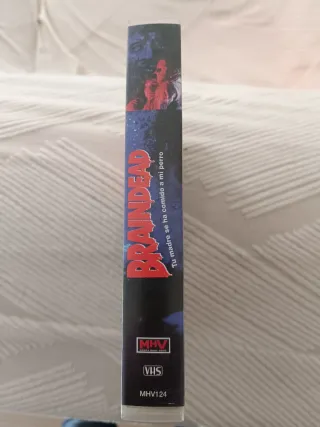 BRAINDEAD
Tu madre se ha comido a mi perro
MHV
VHS
MHV124